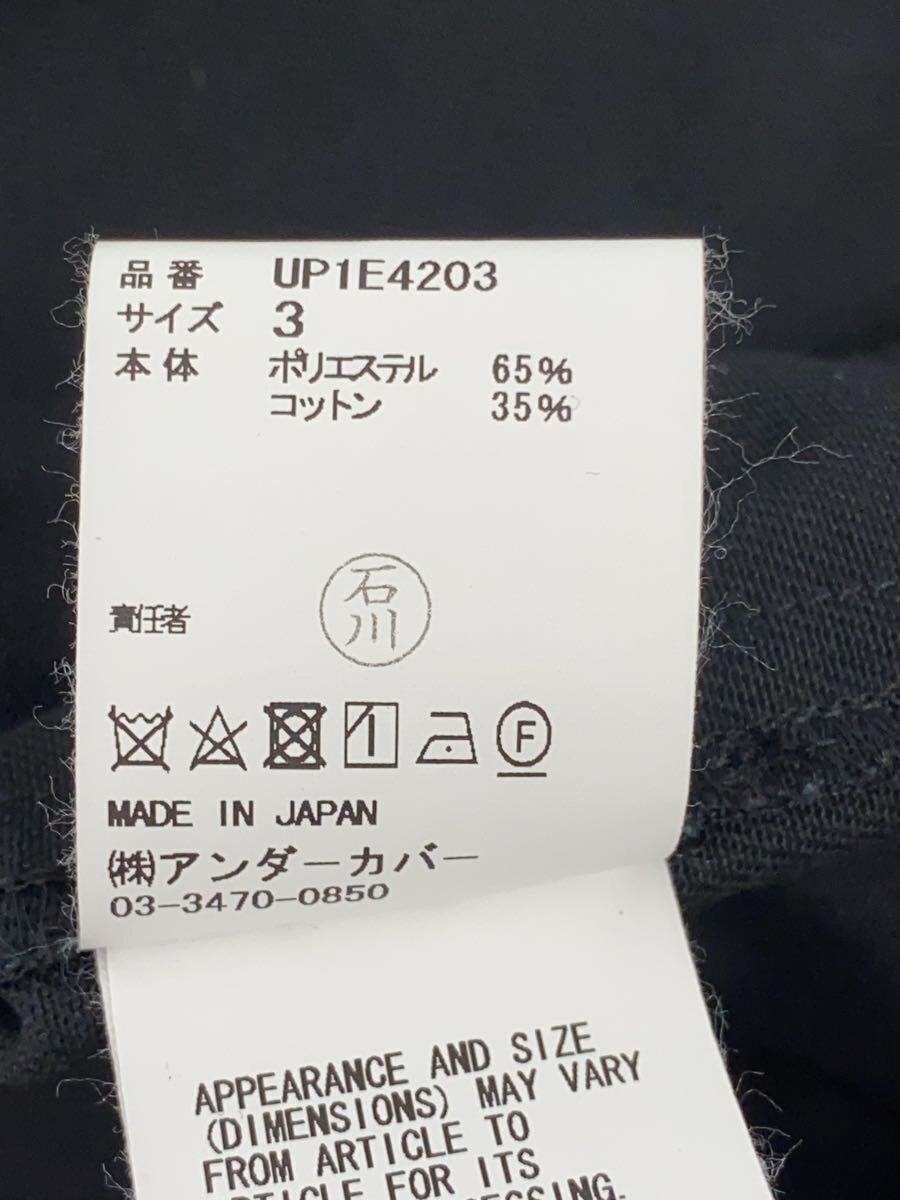 品番 UP1E4203
サイズ 3
本体 ポリエステル 65%
コットン 35%
責任者 石川
F
MADE IN JAPAN
(株)アンダーカバー
03-3470-0850
APPEARANCE AND SIZE
(DIMENSIONS) MAY VARY
FROM ARTICLE TO
ARTICLE FOR ITS